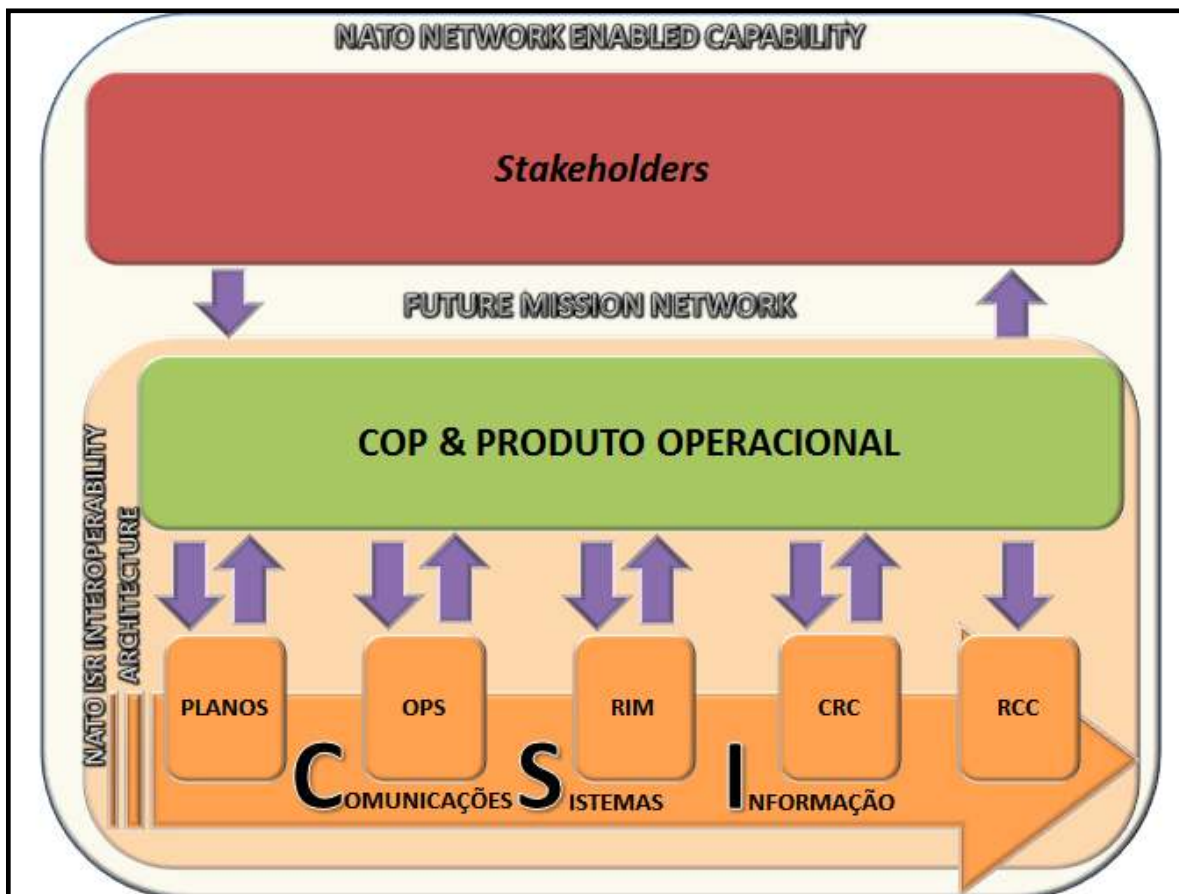 NATO NETWORK ENABLED CAPABILITY
Stakeholders
FUTURE MISSION NETWORK
COP & PRODUTO OPERACIONAL
NATO ISR INTEROPERABILITY
ARCHITECTURE
PLANOS
OPS
RIM
CRC
RCC
COMUNICAÇÕES SISTEMAS INFORMAÇÃO